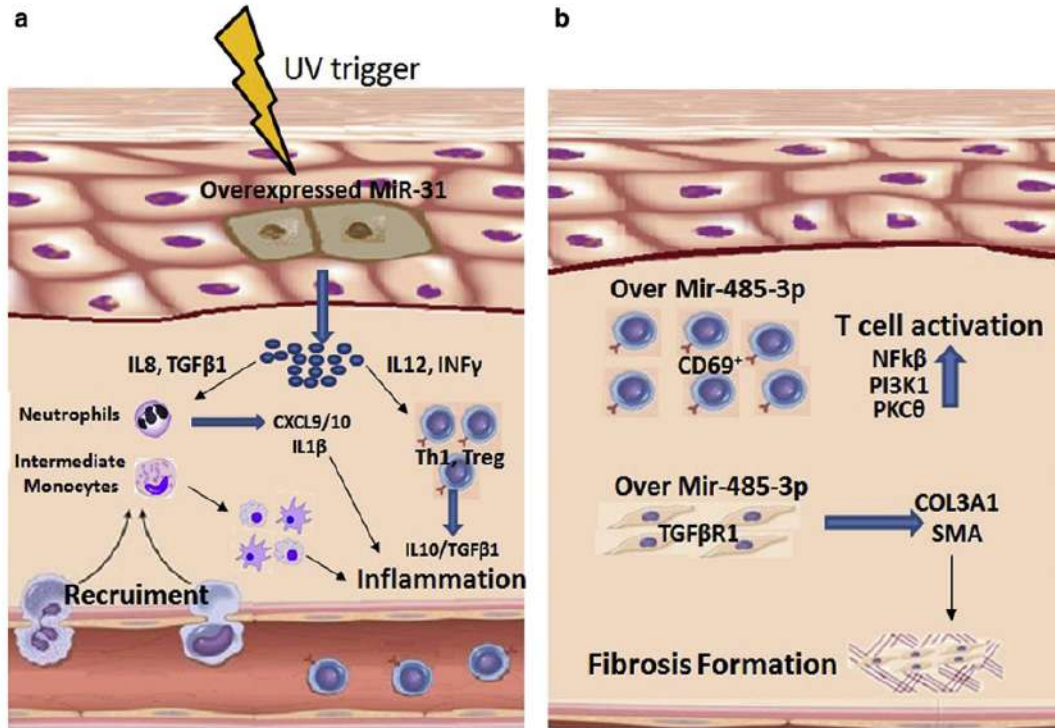 a
UV trigger
Overexpressed MiR-31
IL8, TGFβ1
IL12, INFγ
Neutrophils
CXCL9/10
IL1β
Th1, Treg
Intermediate
Monocytes
IL10/TGFβ1
Inflammation
Recruiment
b
Over Mir-485-3p
CD69⁺
T cell activation
NFkβ
PI3K1
PKCθ
Over Mir-485-3p
TGFβR1
COL3A1
SMA
Fibrosis Formation